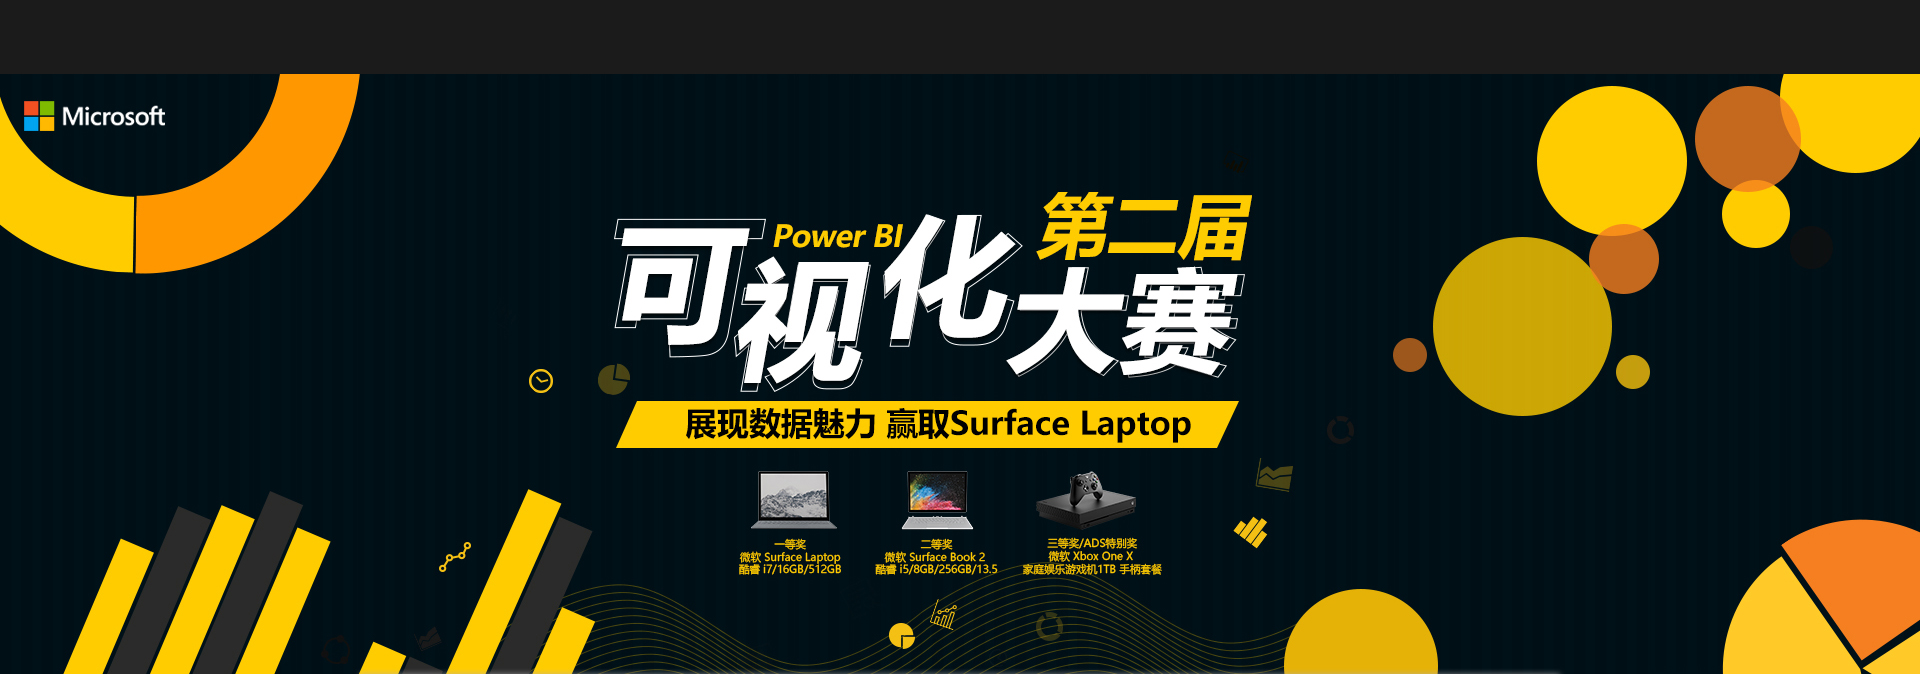 Microsoft
第二届
Power BI
可视化大赛
展现数据魅力 赢取Surface Laptop
一等奖
微软 Surface Laptop
酷睿 i7/16GB/512GB
二等奖
微软 Surface Book 2
酷睿 i5/8GB/256GB/13.5
三等奖/ADS特别奖
微软 Xbox One X
家庭娱乐游戏机1TB 手柄套餐